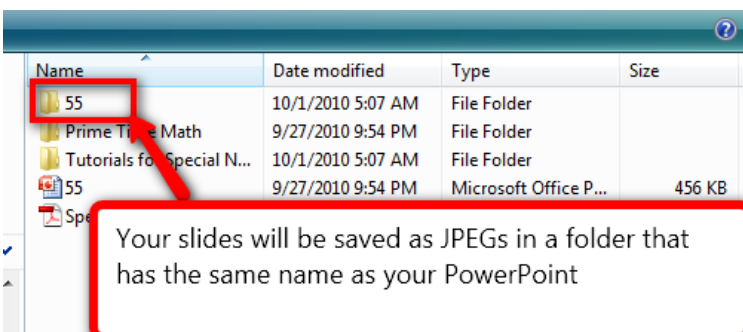 Name Date modified Type Size
55 10/1/2010 5:07 AM File Folder
Prime Time Math 9/27/2010 9:54 PM File Folder
Tutorials for Special N... 10/1/2010 5:07 AM File Folder
55 9/27/2010 9:54 PM Microsoft Office P... 456 KB
Spe
Your slides will be saved as JPEGs in a folder that
has the same name as your PowerPoint